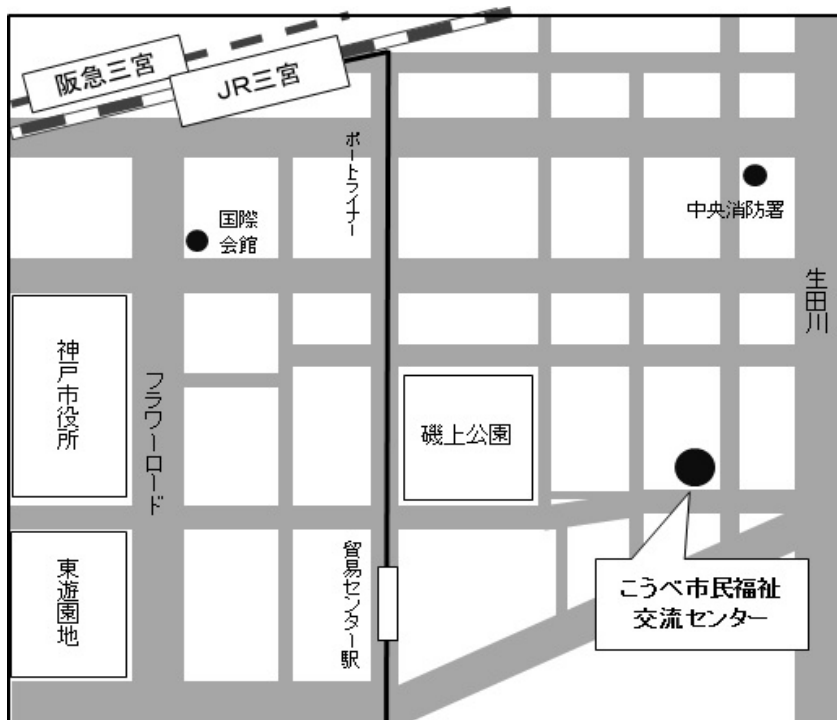 阪急三宮
JR三宮
ポートライナー
国際
会館
中央消防署
生田川
神戸市役所
フラワーロード
磯上公園
東遊園地
貿易センター駅
こうべ市民福祉
交流センター